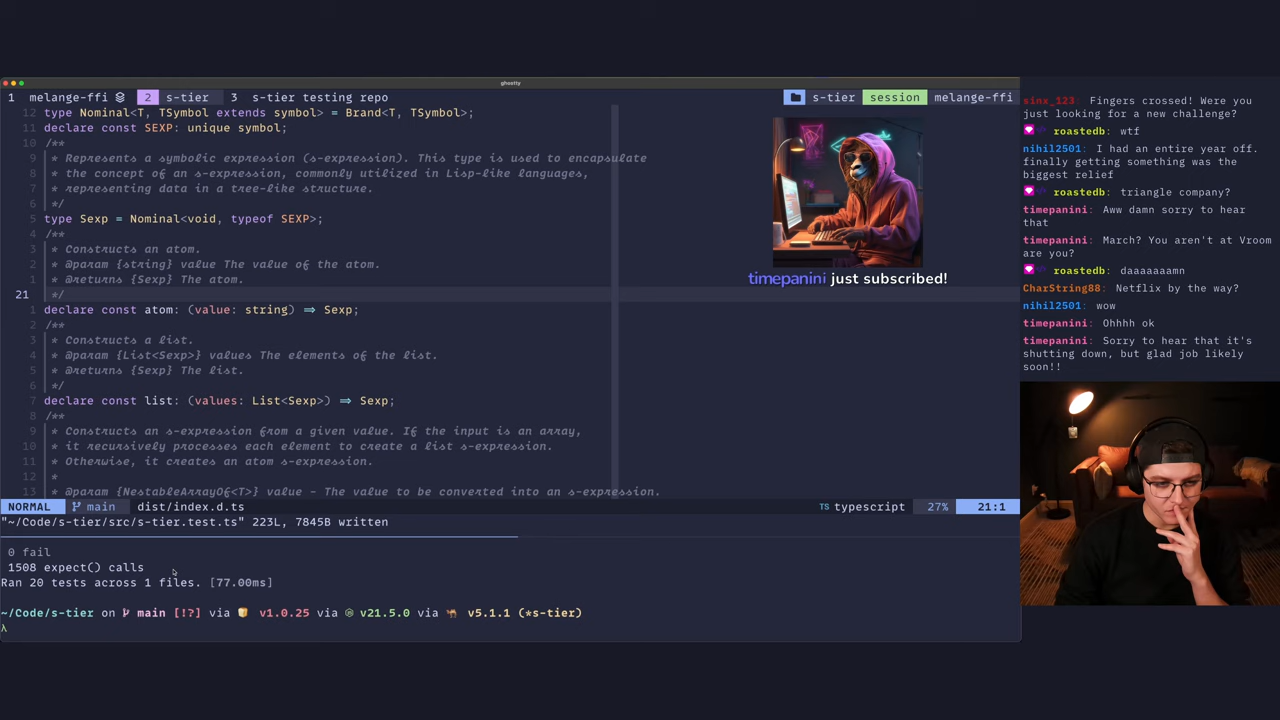 ghostty
1 melange-ffi 2 s-tier 3 s-tier testing repo s-tier session melange-ffi
12 type Nominal<T, TSymbol extends symbol> = Brand<T, TSymbol>;
11 declare const SEXP: unique symbol;
10 /**
9 * Represents a symbolic expression (s-expression). This type is used to encapsulate
8 * the concept of an s-expression, commonly utilized in Lisp-like languages,
7 * representing data in a tree-like structure.
6 */
5 type Sexp = Nominal<void, typeof SEXP>;
4 /**
3 * Constructs an atom.
2 * @param {string} value The value of the atom.
1 * @returns {Sexp} The atom.
21 */
1 declare const atom: (value: string) => Sexp;
2 /**
3 * Constructs a list.
4 * @param {List<Sexp>} values The elements of the list.
5 * @returns {Sexp} The list.
6 */
7 declare const list: (values: List<Sexp>) => Sexp;
8 /**
9 * Constructs an s-expression from a given value. If the input is an array,
10 * it recursively processes each element to create a list s-expression.
11 * Otherwise, it creates an atom s-expression.
12 *
13 * @param {NestableArrayOf<T>} value - The value to be converted into an s-expression.
NORMAL main dist/index.d.ts TS typescript 27% 21:1
"~/Code/s-tier/src/s-tier.test.ts" 223L, 7845B written
0 fail
1508 expect() calls
Ran 20 tests across 1 files. [77.00ms]
~/Code/s-tier on main [!?] via v1.0.25 via v21.5.0 via v5.1.1 (*s-tier)
λ
timepanini just subscribed!
sinx_123 Fingers crossed! Were you
just looking for a new challenge?
roastedb: wtf
nihil2501: I had an entire year off.
finally getting something was the
biggest relief
roastedb: triangle company?
timepanini: Aww damn sorry to hear
that
timepanini: March? You aren't at Vroom
are you?
roastedb: daaaaaaamn
CharString88: Netflix by the way?
nihil2501: wow
timepanini: Ohhhh ok
timepanini: Sorry to hear that it's
shutting down, but glad job likely
soon!!